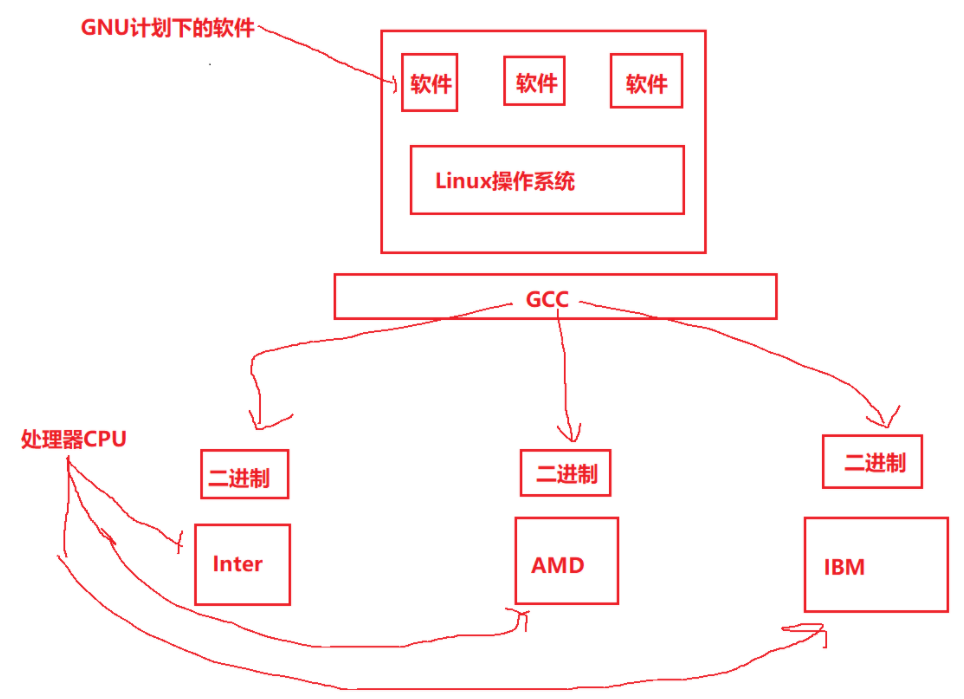 GNU计划下的软件
软件
软件
软件
Linux操作系统
GCC
处理器CPU
二进制
二进制
二进制
Inter
AMD
IBM